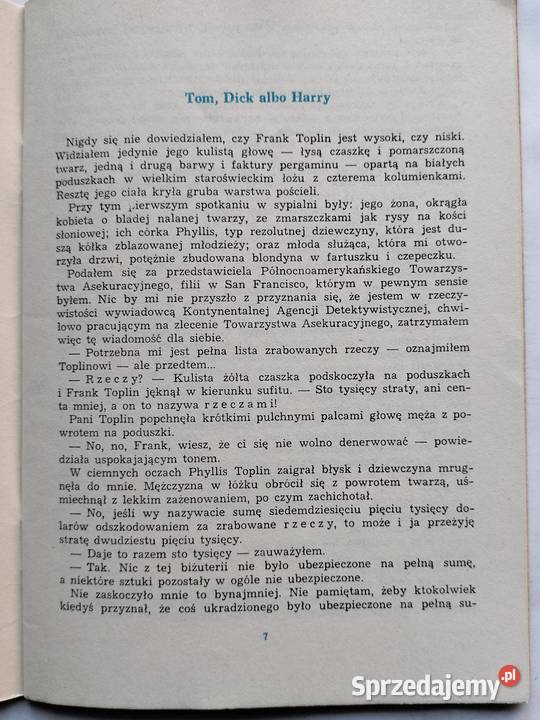 Tom, Dick albo Harry
Nigdy się nie dowiedziałem, czy Frank Toplin jest wysoki, czy niski.
Widziałem jedynie jego kulistą głowę — łysą czaszkę i pomarszczoną
twarz, jedną i drugą barwy i faktury pergaminu — opartą na białych
poduszkach w wielkim staroświeckim łożu z czterema kolumienkami.
Resztę jego ciała kryła gruba warstwa pościeli.
Przy tym pierwszym spotkaniu w sypialni były: jego żona, okrągła
kobieta o bladej nalanej twarzy, ze zmarszczkami jak rysy na kości
słoniowej; ich córka Phyllis, typ rezolutnej dziewczyny, która jest du-
szą kółka zblazowanej młodzieży; oraz młoda służąca, która mi otwo-
rzyła drzwi, potężnie zbudowana blondyna w fartuszku i czepeczku.
Podałem się za przedstawiciela Północnoamerykańskiego Towarzys-
twa Asekuracyjnego, filii w San Francisco, którym w pewnym sensie
byłem. Nic by mi nie przyszło z przyznania się, że jestem w rzeczy-
wistości wywiadowcą Kontynentalnej Agencji Detektywistycznej, chwi-
lowo pracującym na zlecenie Towarzystwa Asekuracyjnego, zatrzymałem
więc tę wiadomość dla siebie.
— Potrzebna mi jest pełna lista zrabowanych rzeczy — oznajmiłem
Toplinowi — ale przedtem...
— Rzeczy? — Kulista żółta czaszka podskoczyła na poduszkach
i Frank Toplin jęknął w kierunku sufitu. — Sto tysięcy straty, ani cen-
ta mniej, a on to nazywa rzeczami!
Pani Toplin popchnęła krótkimi pulchnymi palcami głowę męża z po-
wrotem na poduszki.
— No, no, Frank, wiesz, że ci się nie wolno denerwować — powie-
działa uspokajającym tonem.
W ciemnych oczach Phyllis Toplin zaigrał błysk i dziewczyna mrug-
nęła do mnie. Mężczyzna w łóżku obrócił się z powrotem twarzą, uś-
miechnął z lekkim zażenowaniem, po czym zachichotał.
— No, jeśli wy nazywacie sumę siedemdziesięciu pięciu tysięcy do-
larów odszkodowaniem za zrabowane rzeczy, to może i ja przeżyję
stratę dwudziestu pięciu tysięcy.
— Daje to razem sto tysięcy — zauważyłem.
— Tak. Nic z tej biżuterii nie było ubezpieczone na pełną sumę,
a niektóre sztuki pozostały w ogóle nie ubezpieczone.
Nie zaskoczyło mnie to bynajmniej. Nie pamiętam, żeby ktokolwiek
kiedyś przyznał, że coś ukradzionego było ubezpieczone na pełną su-
7
Sprzedajemy.pl